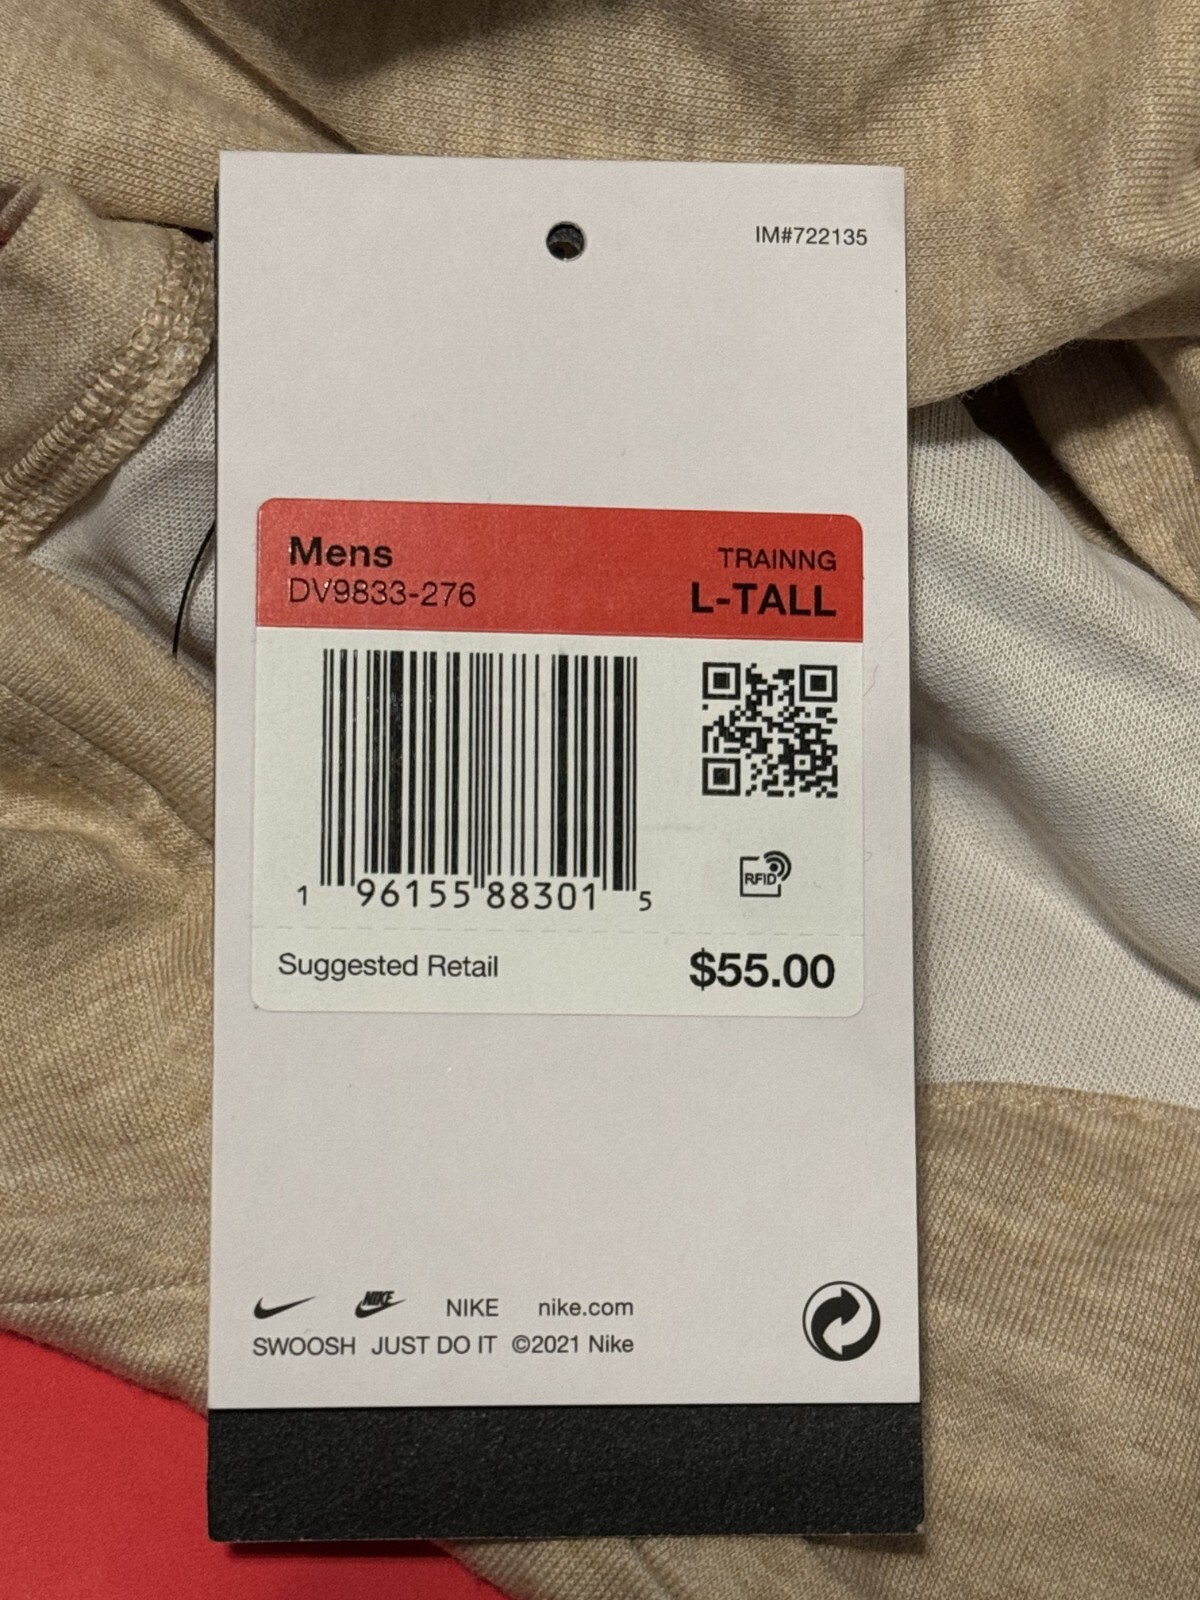 IM#722135
Mens TRAINNG
DV9833-276 L-TALL
RFID
1 96155 88301 5
Suggested Retail $55.00
NIKE NIKE nike.com
SWOOSH JUST DO IT ©2021 Nike